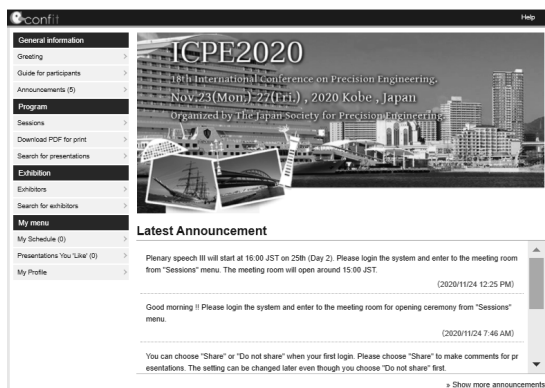 confit
Help
General information
Greeting
Guide for participants
Announcements (5)
Program
Sessions
Download PDF for print
Search for presentations
Exhibition
Exhibitors
Search for exhibitors
My menu
My Schedule (0)
Presentations You 'Like' (0)
My Profile
ICPE2020
18th International Conference on Precision Engineering,
Nov.23(Mon.)-27(Fri.) , 2020 Kobe , Japan
Organized by The Japan Society for Precision Engineering.
Latest Announcement
Plenary speech III will start at 16:00 JST on 25th (Day 2). Please login the system and enter to the meeting room
from "Sessions" menu. The meeting room will open around 15:00 JST.
(2020/11/24 12:25 PM)
Good morning !! Please login the system and enter to the meeting room for opening ceremony from "Sessions"
menu.
(2020/11/24 7:46 AM)
You can choose "Share" or "Do not share" when your first login. Please choose "Share" to make comments for pr
esentations. The setting can be changed later even though you choose "Do not share" first.
» Show more announcements